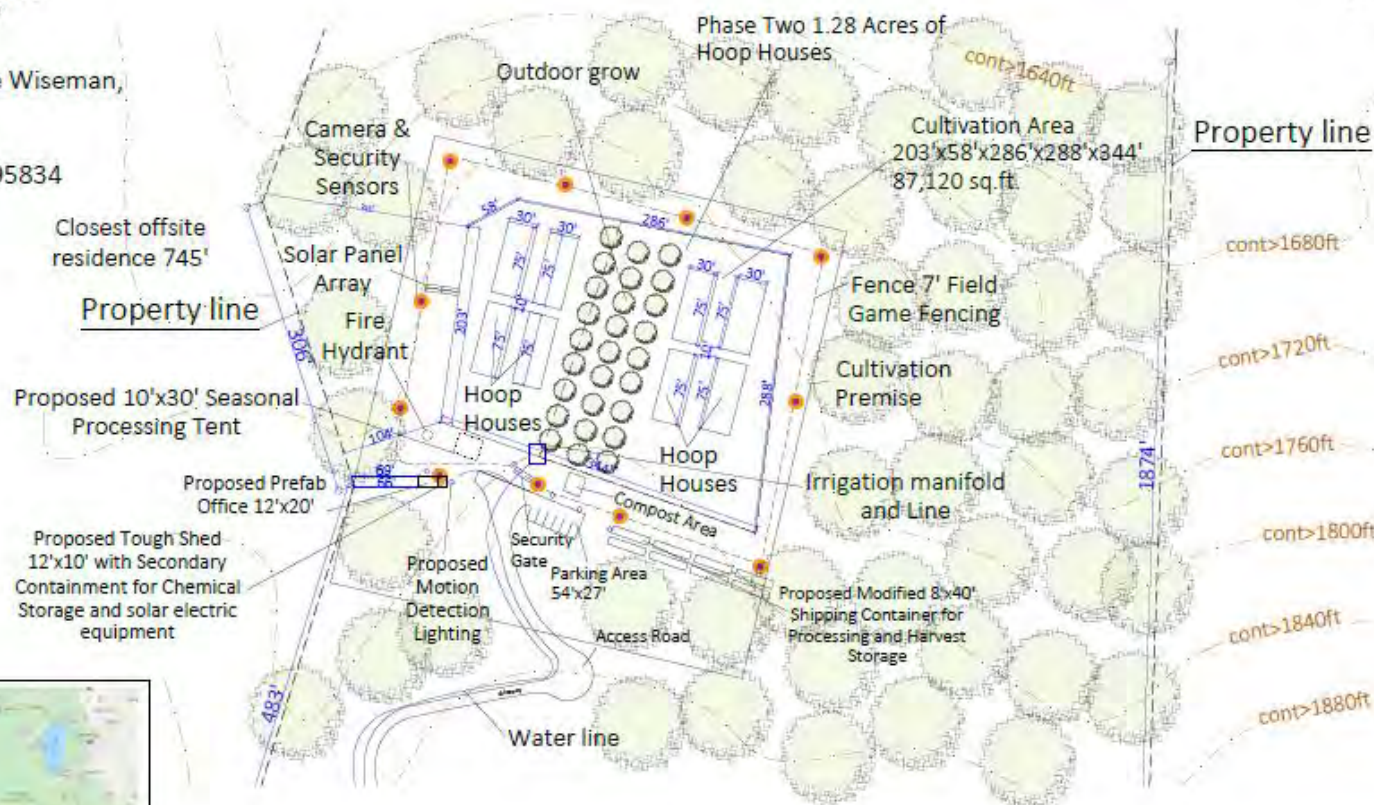 Wiseman,
95834
Phase Two 1.28 Acres of
Hoop Houses
Outdoor grow
cont>1640ft
Camera &
Security
Sensors
Cultivation Area
203'x58'x286'x288'x344'
87,120 sq.ft.
Property line
Closest offsite
residence 745'
Solar Panel
Array
Property line
Fire
Hydrant
58'
30'
30'
286'
30'
30'
75'
75'
10'
75'
75'
203'
75'
75'
10'
75'
75'
288'
306'
104'
69'
Hoop
Houses
Hoop
Houses
Fence 7' Field
Game Fencing
Cultivation
Premise
cont>1680ft
cont>1720ft
cont>1760ft
cont>1800ft
cont>1840ft
cont>1880ft
1874'
Proposed 10'x30' Seasonal
Processing Tent
Proposed Prefab
Office 12'x20'
Proposed Tough Shed
12'x10' with Secondary
Containment for Chemical
Storage and solar electric
equipment
Irrigation manifold
and Line
Compost Area
Security
Gate
Parking Area
54'x27'
Proposed
Motion
Detection
Lighting
Proposed Modified 8'x40'
Shipping Container for
Processing and Harvest
Storage
Access Road
Water line
483'